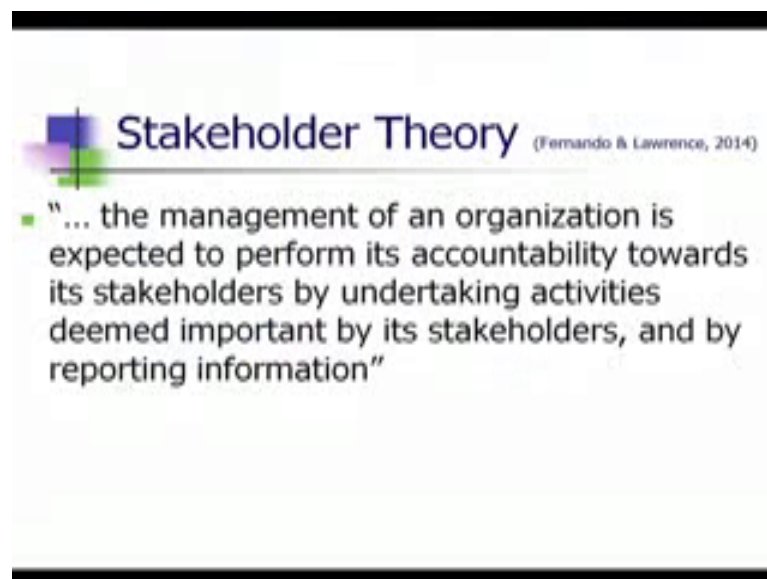 Stakeholder Theory (Fernando & Lawrence, 2014)
"... the management of an organization is
expected to perform its accountability towards
its stakeholders by undertaking activities
deemed important by its stakeholders, and by
reporting information"